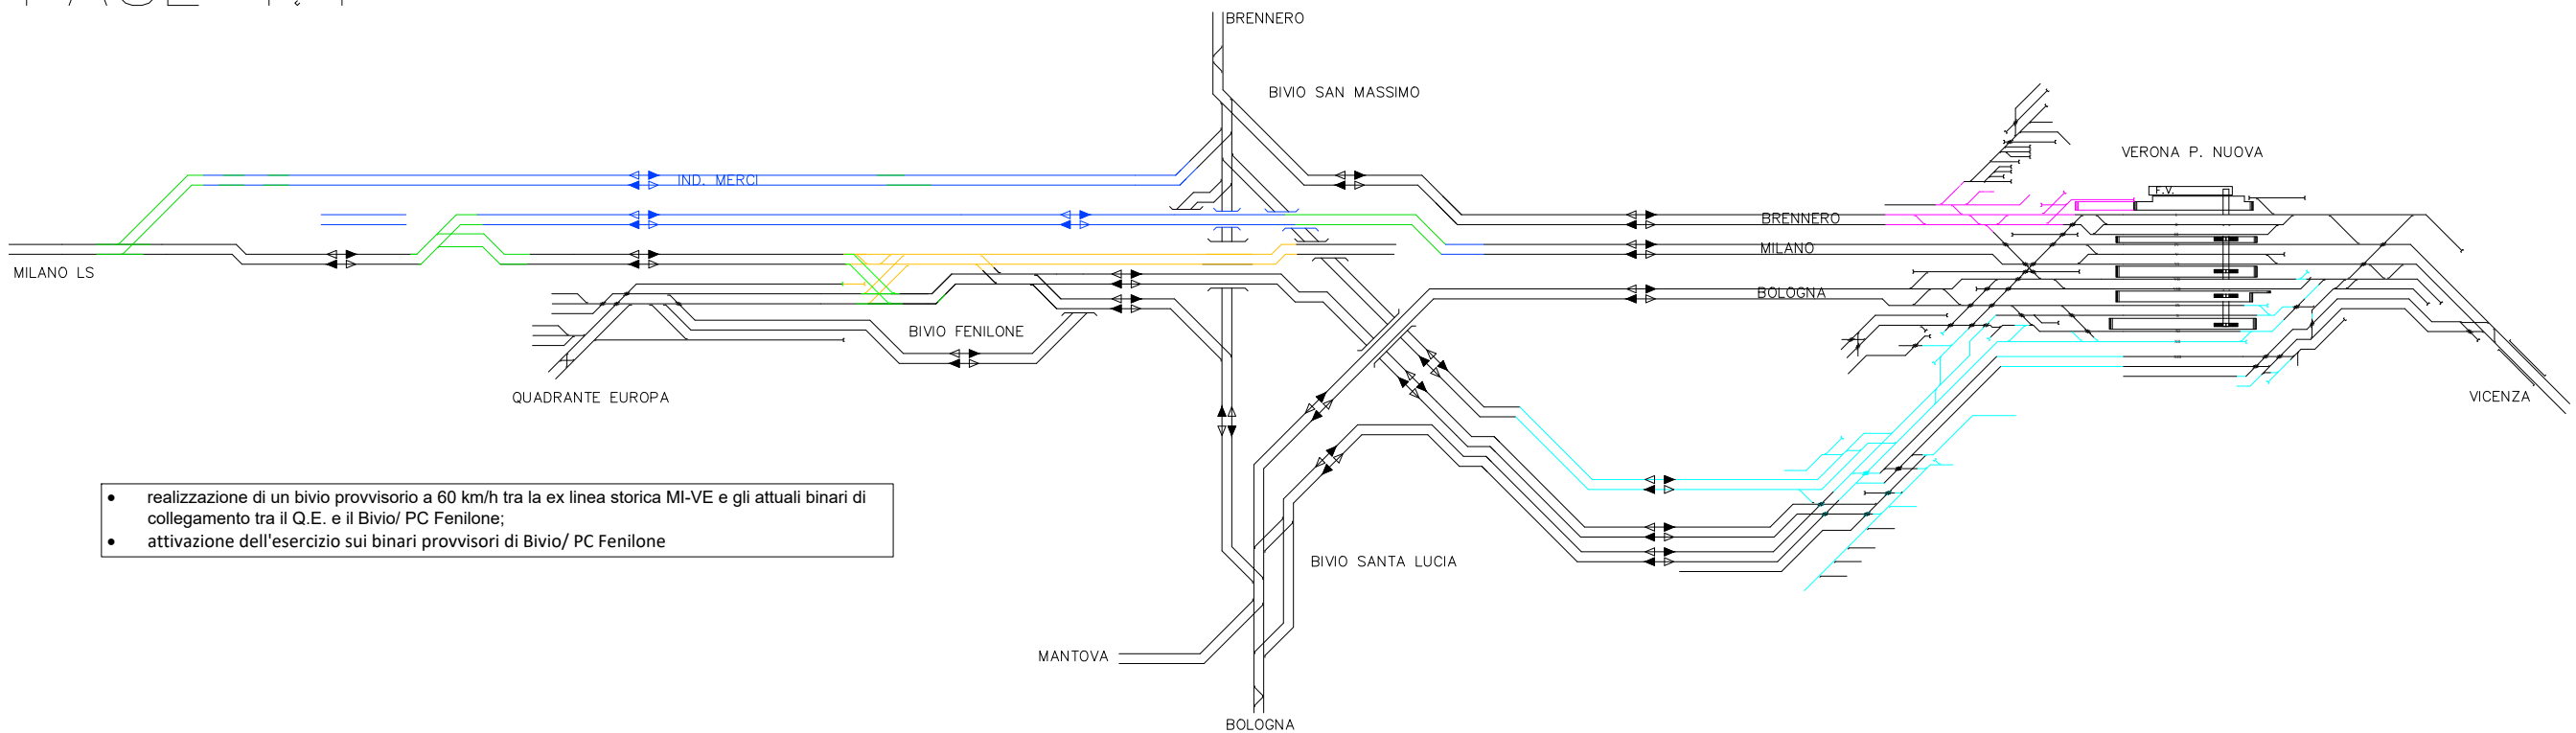 BRENNERO
BIVIO SAN MASSIMO
VERONA P. NUOVA
IND. MERCI
F.V.
BRENNERO
MILANO
MILANO LS
BOLOGNA
BIVIO FENILONE
QUADRANTE EUROPA
VICENZA
• realizzazione di un bivio provvisorio a 60 km/h tra la ex linea storica MI-VE e gli attuali binari di
collegamento tra il Q.E. e il Bivio/ PC Fenilone;
• attivazione dell'esercizio sui binari provvisori di Bivio/ PC Fenilone
BIVIO SANTA LUCIA
MANTOVA
BOLOGNA